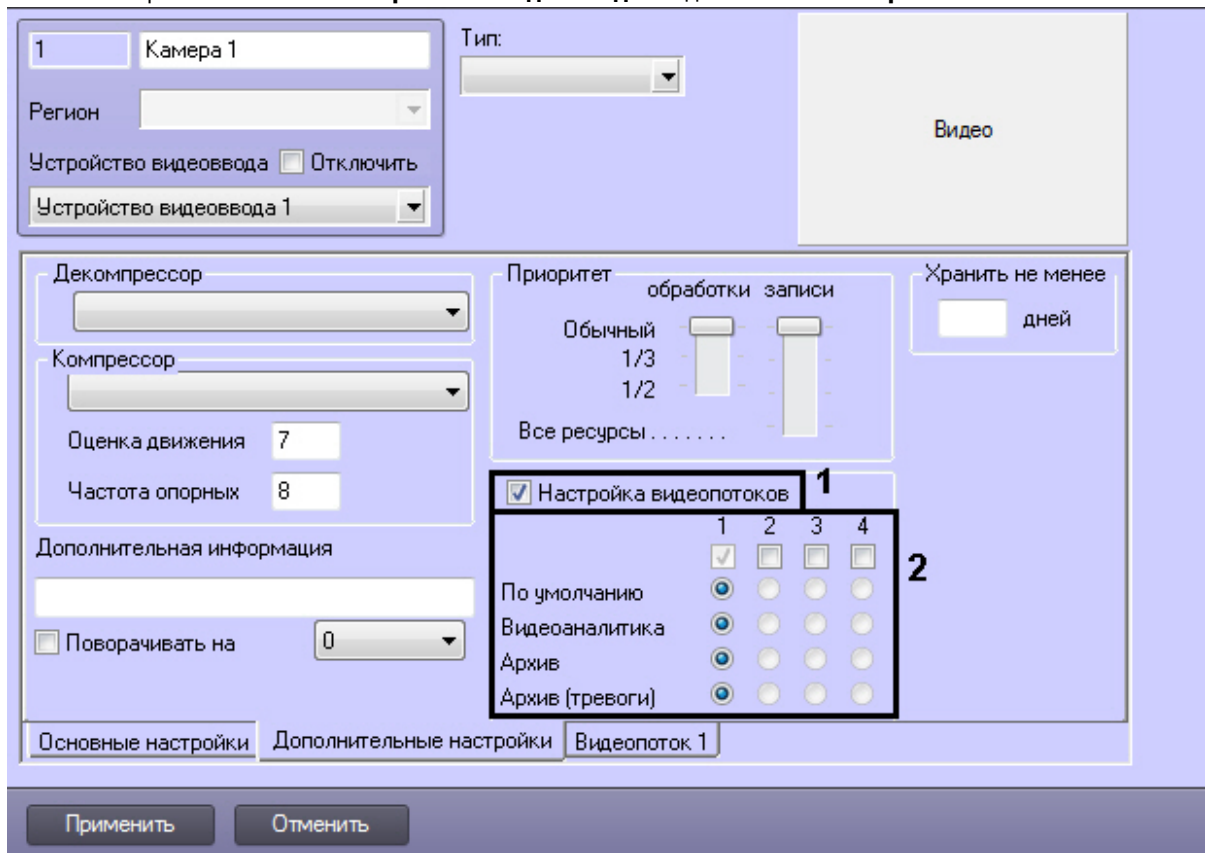 1 Камера 1
Тип:
Регион
Видео
Устройство видеоввода Отключить
Устройство видеоввода 1
Декомпрессор
Компрессор
Оценка движения 7
Частота опорных 8
Дополнительная информация
Поворачивать на 0
Приоритет
обработки записи
Обычный
1/3
1/2
Все ресурсы . . . . . . .
Хранить не менее
дней
Настройка видеопотоков 1
1 2 3 4
2
По умолчанию
Видеоаналитика
Архив
Архив (тревоги)
Основные настройки Дополнительные настройки Видеопоток 1
Применить Отменить